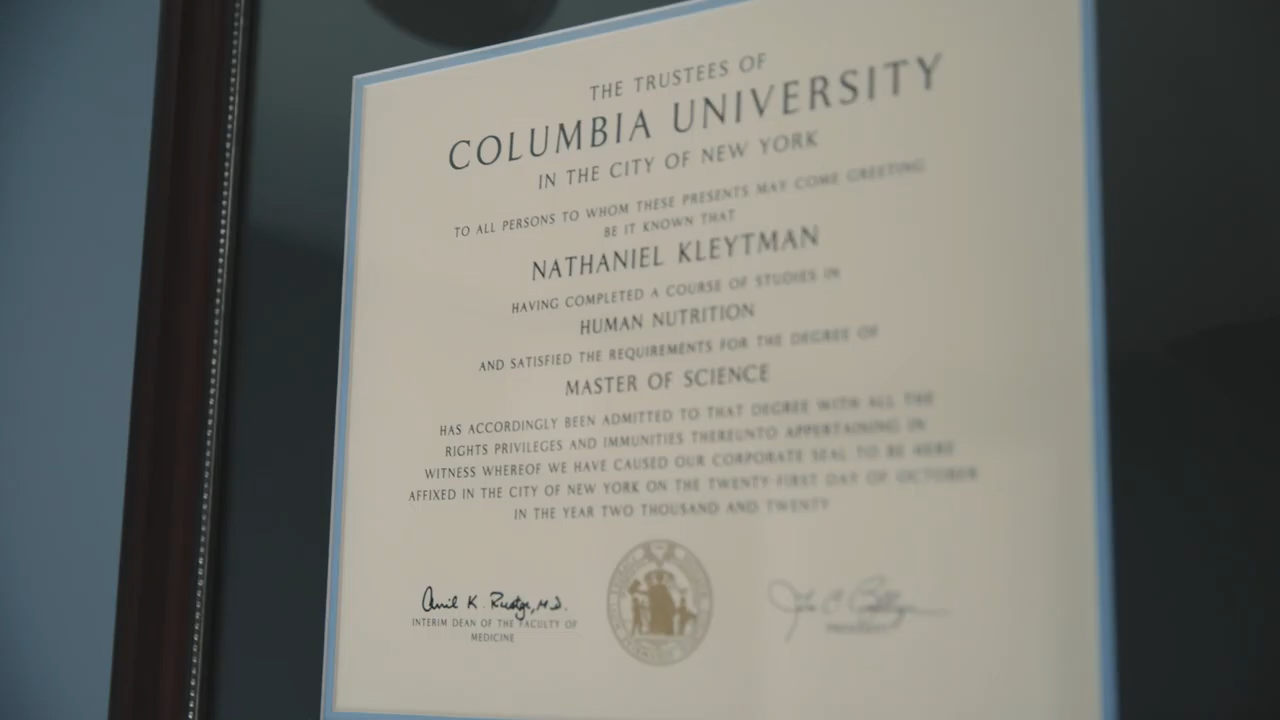 THE TRUSTEES OF
COLUMBIA UNIVERSITY
IN THE CITY OF NEW YORK
TO ALL PERSONS TO WHOM THESE PRESENTS MAY COME GREETING
BE IT KNOWN THAT
NATHANIEL KLEYTMAN
HAVING COMPLETED A COURSE OF STUDIES IN
HUMAN NUTRITION
AND SATISFIED THE REQUIREMENTS FOR THE DEGREE OF
MASTER OF SCIENCE
HAS ACCORDINGLY BEEN ADMITTED TO THAT DEGREE WITH ALL THE
RIGHTS PRIVILEGES AND IMMUNITIES THEREUNTO APPERTAINING IN
WITNESS WHEREOF WE HAVE CAUSED OUR CORPORATE SEAL TO BE HERE
AFFIXED IN THE CITY OF NEW YORK ON THE TWENTY-FIRST DAY OF OCTOBER
IN THE YEAR TWO THOUSAND AND TWENTY
Anil K. Rustgi, M.D.
INTERIM DEAN OF THE FACULTY OF
MEDICINE
PRESIDENT